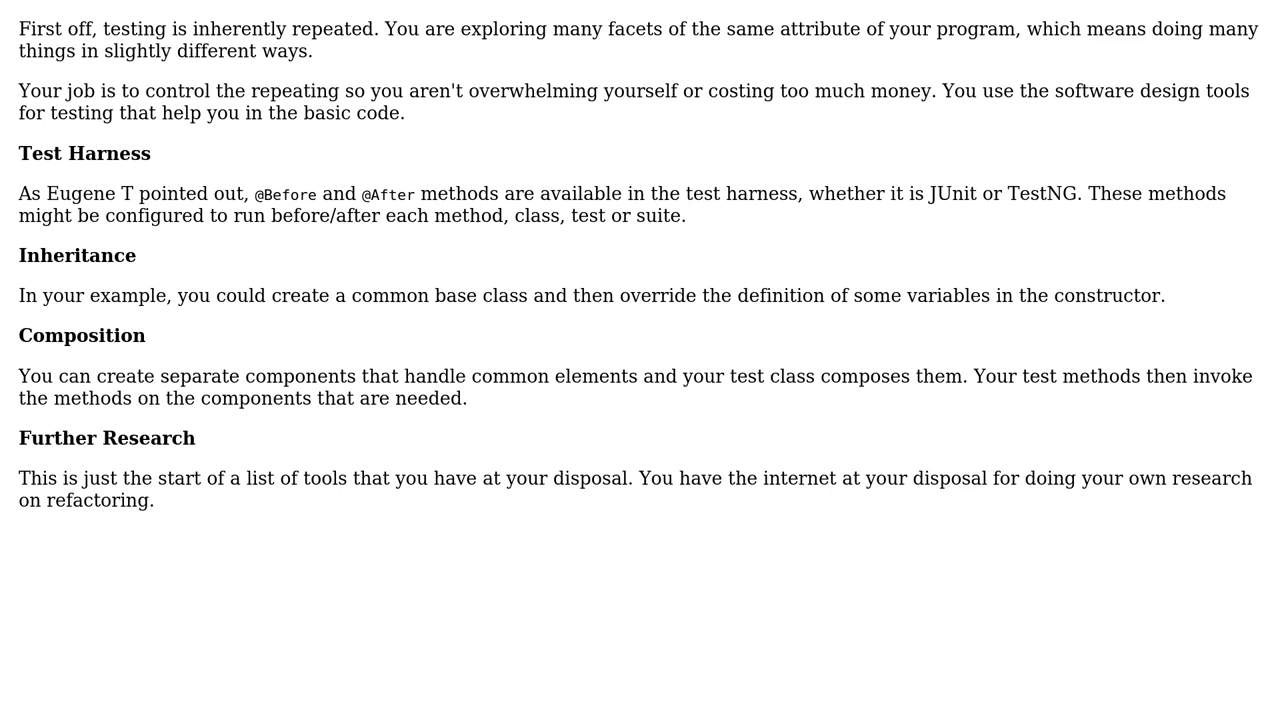 First off, testing is inherently repeated. You are exploring many facets of the same attribute of your program, which means doing many
things in slightly different ways.
Your job is to control the repeating so you aren't overwhelming yourself or costing too much money. You use the software design tools
for testing that help you in the basic code.
Test Harness
As Eugene T pointed out, @Before and @After methods are available in the test harness, whether it is JUnit or TestNG. These methods
might be configured to run before/after each method, class, test or suite.
Inheritance
In your example, you could create a common base class and then override the definition of some variables in the constructor.
Composition
You can create separate components that handle common elements and your test class composes them. Your test methods then invoke
the methods on the components that are needed.
Further Research
This is just the start of a list of tools that you have at your disposal. You have the internet at your disposal for doing your own research
on refactoring.